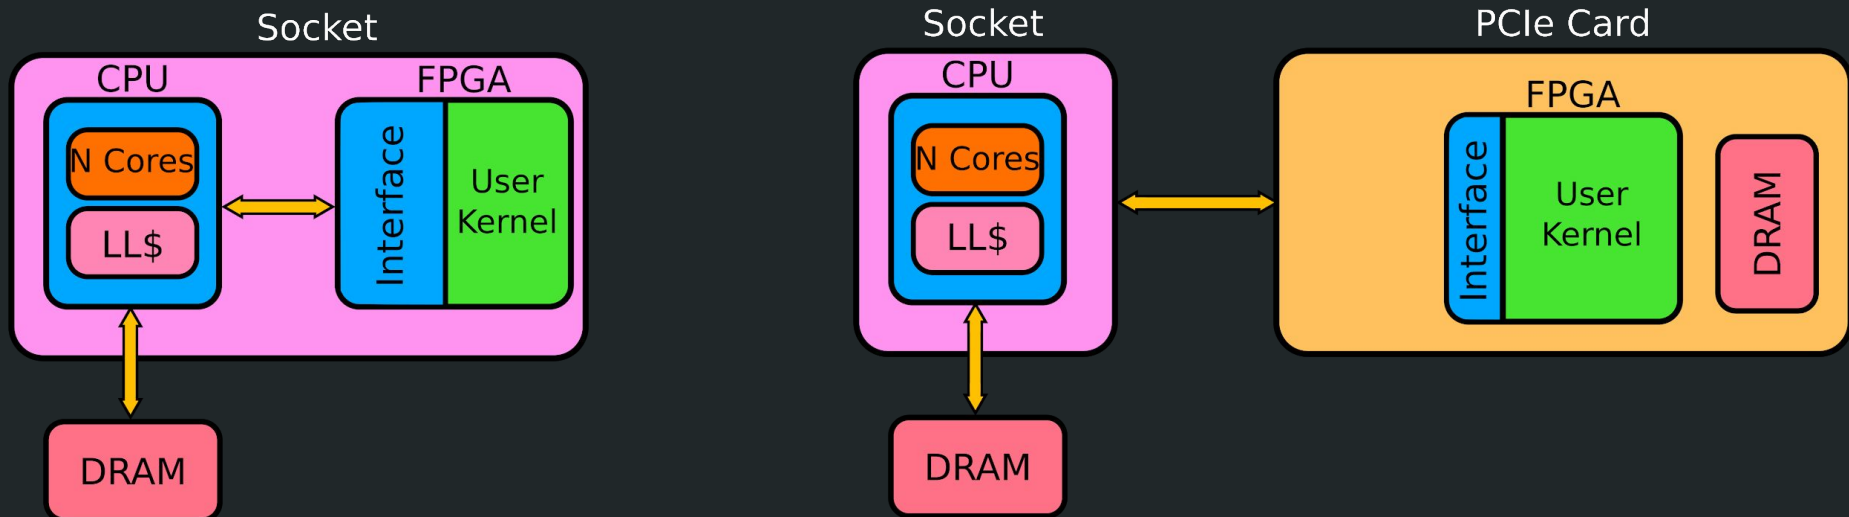 Socket
CPU
FPGA
N Cores
LL$
Interface
User
Kernel
DRAM
Socket
CPU
N Cores
LL$
DRAM
PCIe Card
FPGA
Interface
User
Kernel
DRAM